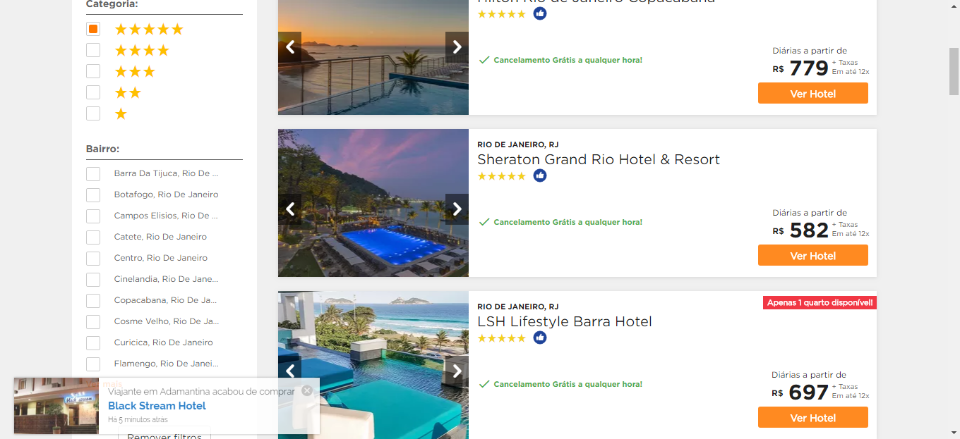 Categoria:
Bairro:
Barra Da Tijuca, Rio De ...
Botafogo, Rio De Janeiro
Campos Elisios, Rio De ...
Catete, Rio De Janeiro
Centro, Rio De Janeiro
Cinelandia, Rio De Jane...
Copacabana, Rio De Ja...
Cosme Velho, Rio De Ja...
Curicica, Rio De Janeiro
Flamengo, Rio De Janei...
Viajante em Adamantina acabou de comprar
Black Stream Hotel
Há 5 minutos atrás
Remover filtros
Hilton Rio de Janeiro Copacabana
Cancelamento Grátis a qualquer hora!
Diárias a partir de
R$ 779 + Taxas
Em até 12x
Ver Hotel
RIO DE JANEIRO, RJ
Sheraton Grand Rio Hotel & Resort
Cancelamento Grátis a qualquer hora!
Diárias a partir de
R$ 582 + Taxas
Em até 12x
Ver Hotel
Apenas 1 quarto disponível!
RIO DE JANEIRO, RJ
LSH Lifestyle Barra Hotel
Cancelamento Grátis a qualquer hora!
Diárias a partir de
R$ 697 + Taxas
Em até 12x
Ver Hotel